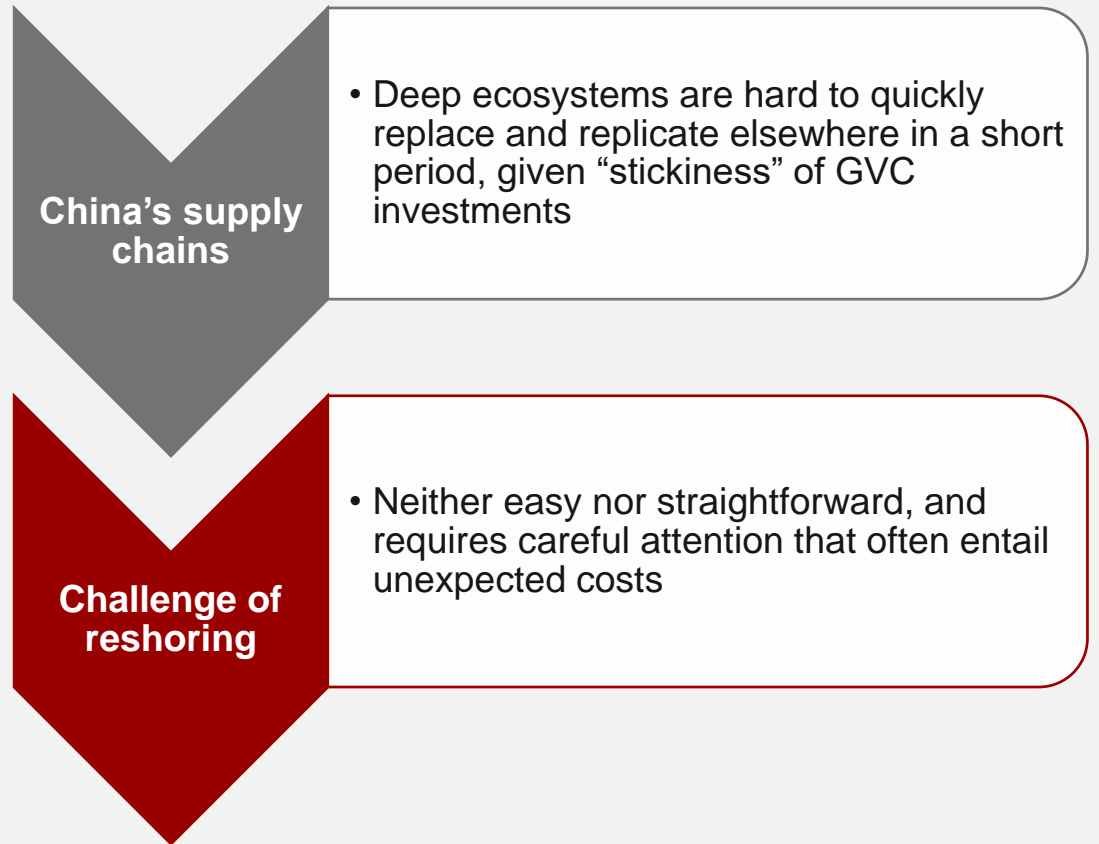 China’s supply
chains
• Deep ecosystems are hard to quickly
replace and replicate elsewhere in a short
period, given “stickiness” of GVC
investments
Challenge of
reshoring
• Neither easy nor straightforward, and
requires careful attention that often entail
unexpected costs